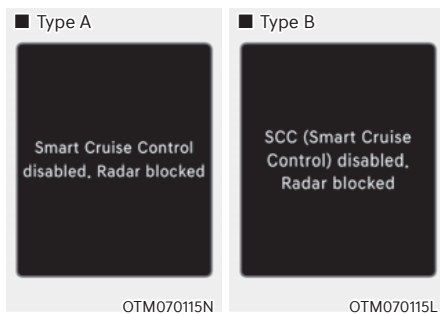 ■ Type A
Smart Cruise Control
disabled. Radar blocked
OTM070115N
■ Type B
SCC (Smart Cruise
Control) disabled.
Radar blocked
OTM070115L